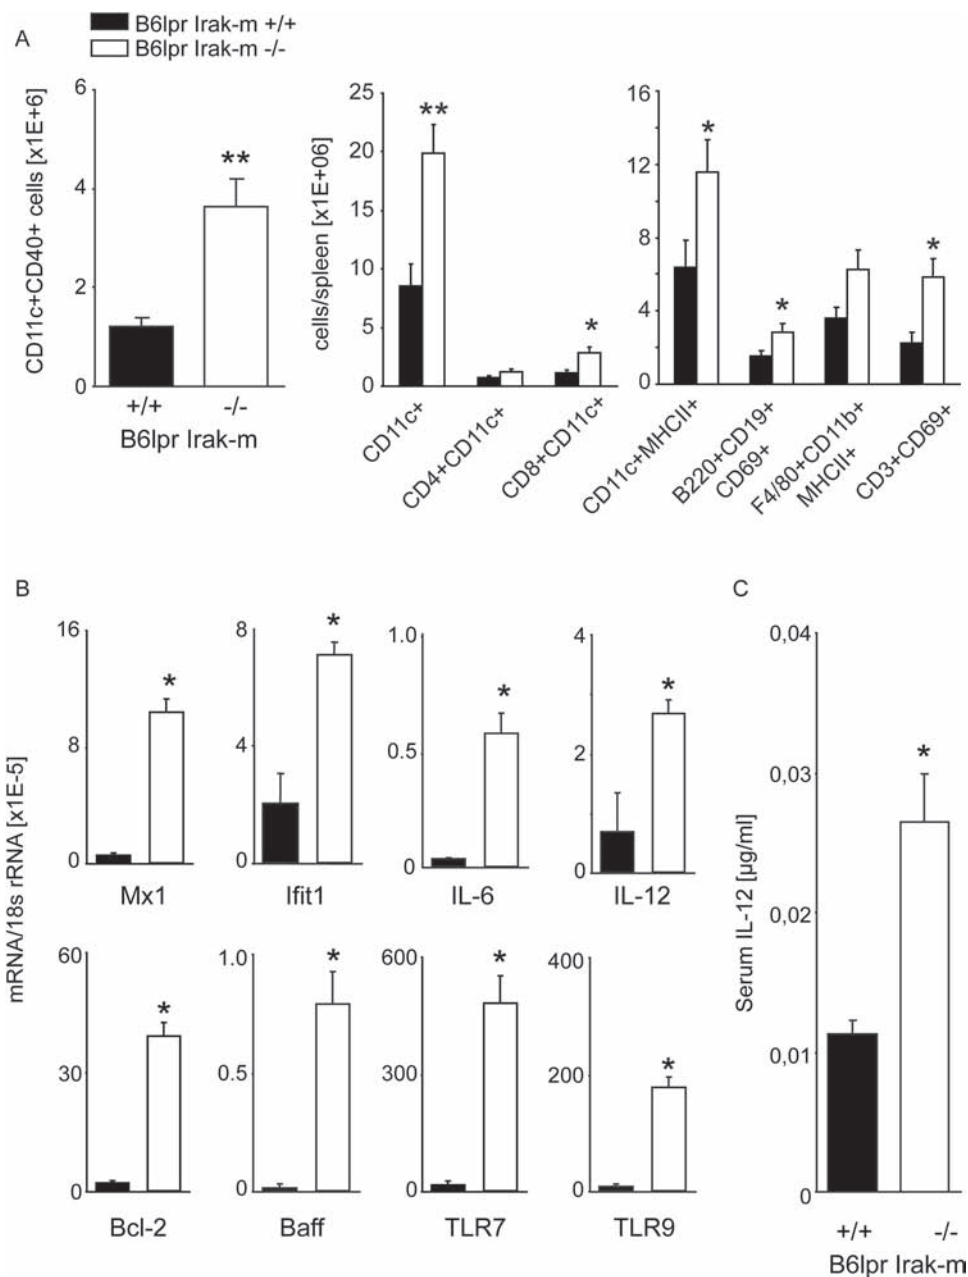 B6lpr Irak-m +/+
B6lpr Irak-m -/-
A
CD11c+CD40+ cells [x1E+6]
6
4
2
0
**
+/+ -/-
B6lpr Irak-m
cells/spleen [x1E+06]
25
20
15
10
5
0
**
*
CD11c+
CD4+CD11c+
CD8+CD11c+
16
12
8
4
0
*
*
*
CD11c+MHCII+
B220+CD19+
CD69+
F4/80+CD11b+
MHCII+
CD3+CD69+
B
mRNA/18s rRNA [x1E-5]
16
8
0
*
Mx1
8
4
0
*
Ifit1
1.0
0.5
0
*
IL-6
4
2
0
*
IL-12
60
30
0
*
Bcl-2
1.0
0.5
0
*
Baff
600
300
0
*
TLR7
400
200
0
*
TLR9
C
Serum IL-12 [µg/ml]
0,04
0,03
0,02
0,01
0
*
+/+ -/-
B6lpr Irak-m